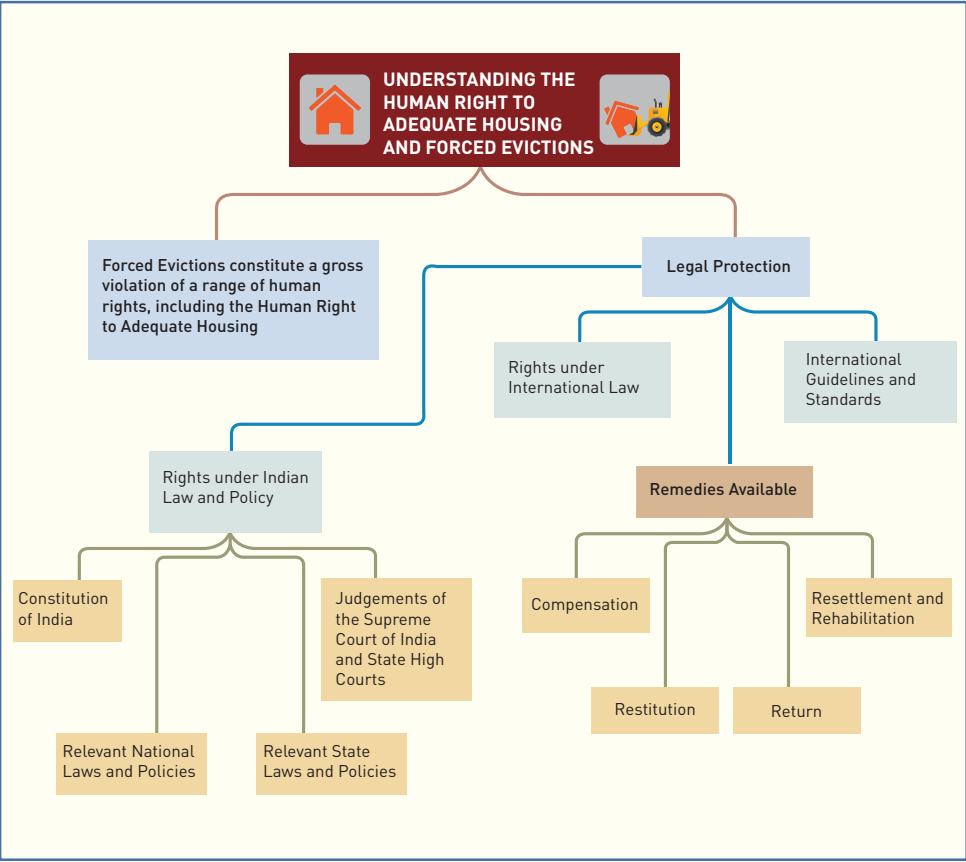 UNDERSTANDING THE
HUMAN RIGHT TO
ADEQUATE HOUSING
AND FORCED EVICTIONS
Forced Evictions constitute a gross
violation of a range of human
rights, including the Human Right
to Adequate Housing
Legal Protection
Rights under
International Law
International
Guidelines and
Standards
Rights under Indian
Law and Policy
Remedies Available
Constitution
of India
Judgements of
the Supreme
Court of India
and State High
Courts
Relevant National
Laws and Policies
Relevant State
Laws and Policies
Compensation
Resettlement and
Rehabilitation
Restitution
Return